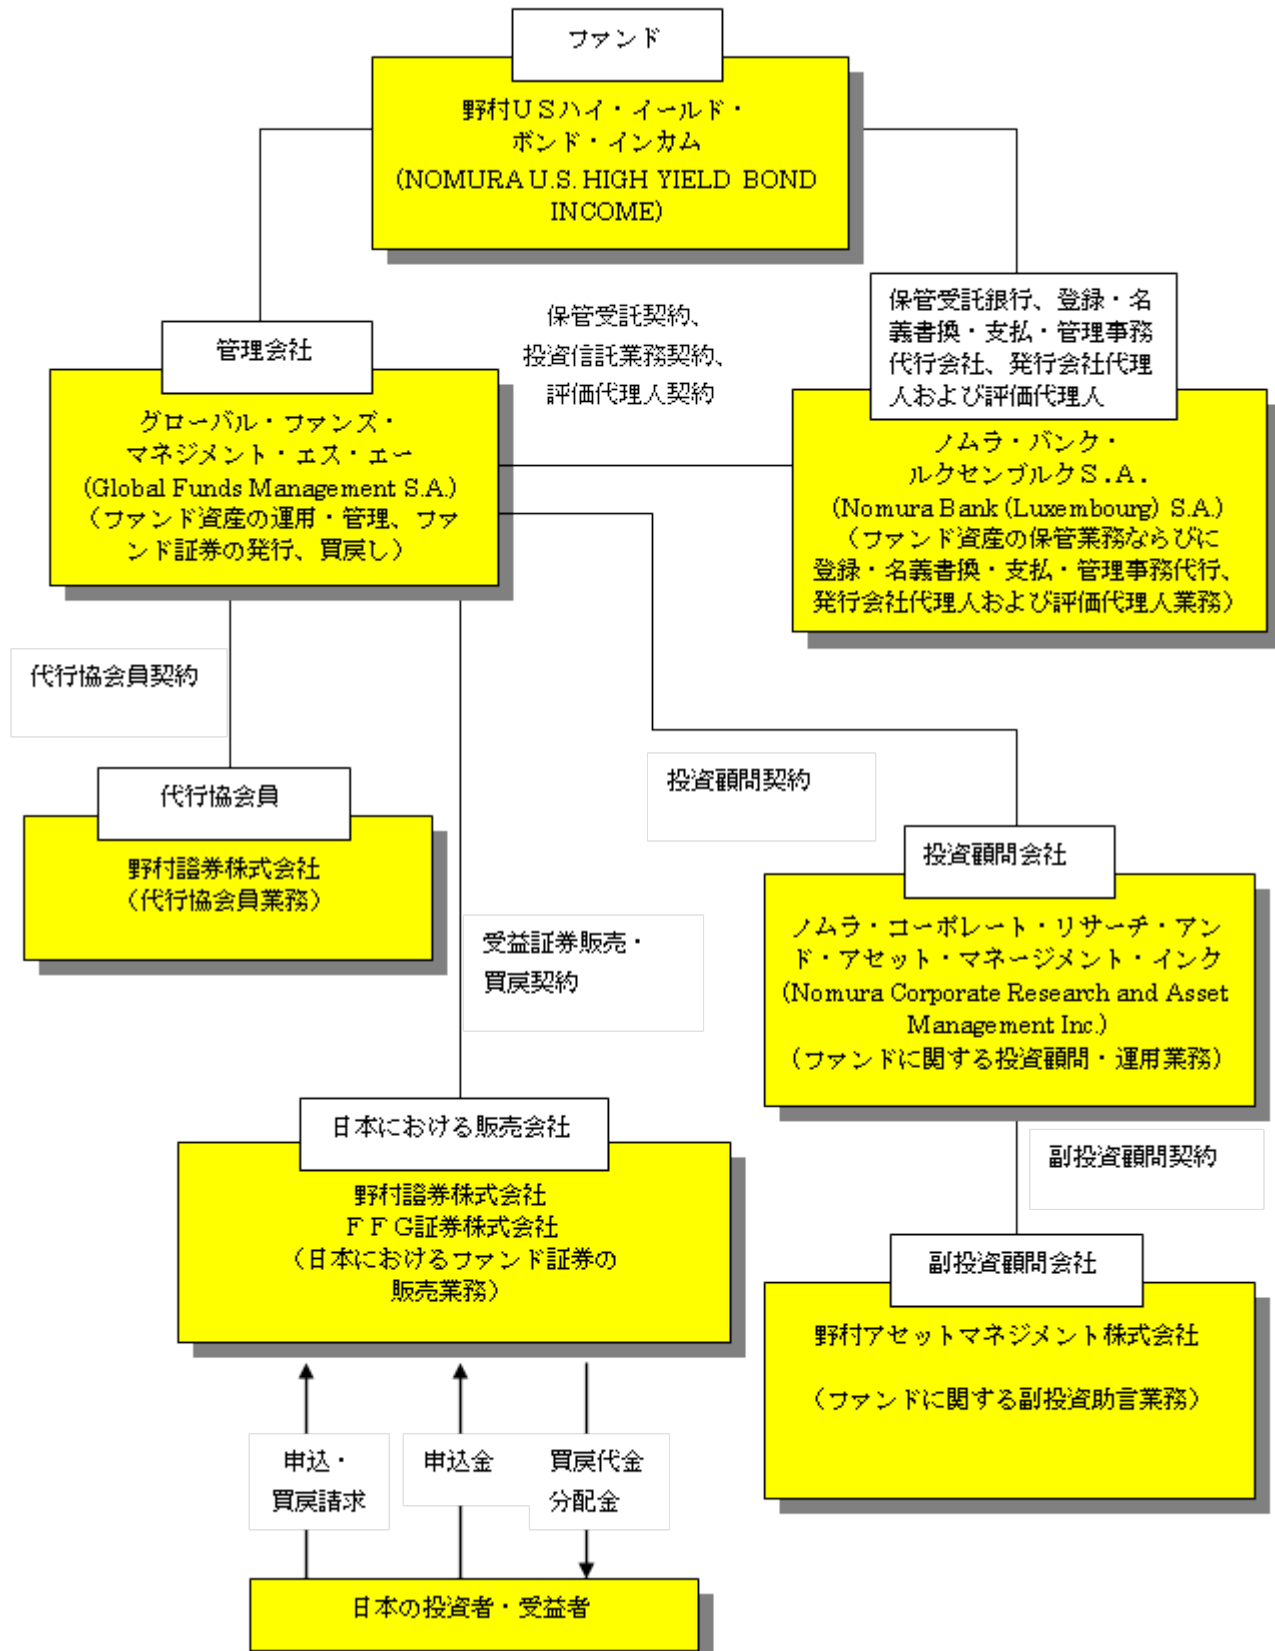 ファンド
野村ＵＳハイ・イールド・
ボンド・インカム
(NOMURA U.S. HIGH YIELD BOND
INCOME)
保管受託銀行、登録・名
義書換・支払・管理事務
代行会社、発行会社代理
人および評価代理人
保管受託契約、
投資信託業務契約、
評価代理人契約
管理会社
グローバル・ファンズ・
マネジメント・エス・エー
(Global Funds Management S.A.)
（ファンド資産の運用・管理、ファ
ンド証券の発行、買戻し）
ノムラ・バンク・
ルクセンブルクＳ．Ａ．
(Nomura Bank (Luxembourg) S.A.)
（ファンド資産の保管業務ならびに
登録・名義書換・支払・管理事務代行、
発行会社代理人および評価代理人業務）
代行協会員契約
投資顧問契約
代行協会員
野村證券株式会社
（代行協会員業務）
投資顧問会社
ノムラ・コーポレート・リサーチ・アン
ド・アセット・マネージメント・インク
(Nomura Corporate Research and Asset
Management Inc.)
（ファンドに関する投資顧問・運用業務）
受益証券販売・
買戻契約
日本における販売会社
野村證券株式会社
ＦＦＧ証券株式会社
（日本におけるファンド証券の
販売業務）
副投資顧問契約
副投資顧問会社
野村アセットマネジメント株式会社
（ファンドに関する副投資助言業務）
申込・
買戻請求
申込金
買戻代金
分配金
日本の投資者・受益者